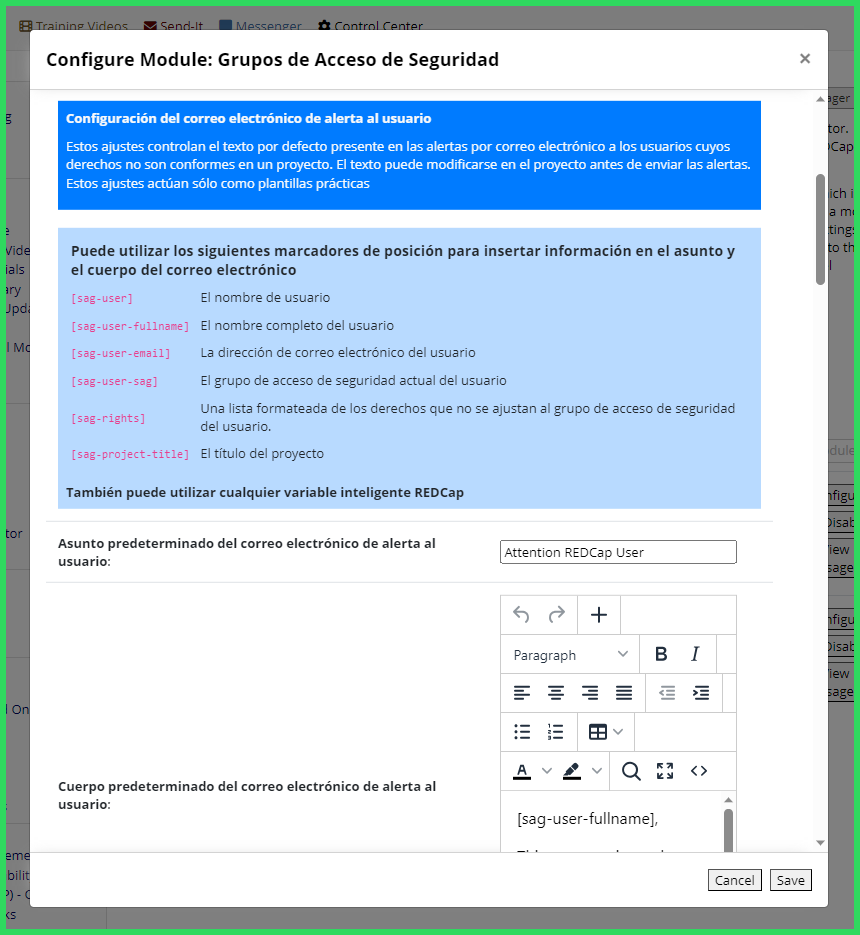 Training Videos Send-It Messenger Control Center
Configure Module: Grupos de Acceso de Seguridad ×
Configuración del correo electrónico de alerta al usuario
Estos ajustes controlan el texto por defecto presente en las alertas por correo electrónico a los usuarios cuyos
derechos no son conformes en un proyecto. El texto puede modificarse en el proyecto antes de enviar las alertas.
Estos ajustes actúan sólo como plantillas prácticas
Puede utilizar los siguientes marcadores de posición para insertar información en el asunto y
el cuerpo del correo electrónico
[sag-user] El nombre de usuario
[sag-user-fullname] El nombre completo del usuario
[sag-user-email] La dirección de correo electrónico del usuario
[sag-user-sag] El grupo de acceso de seguridad actual del usuario
[sag-rights] Una lista formateada de los derechos que no se ajustan al grupo de acceso de seguridad
del usuario.
[sag-project-title] El título del proyecto
También puede utilizar cualquier variable inteligente REDCap
Asunto predeterminado del correo electrónico de alerta al
usuario:
Attention REDCap User
Paragraph B I
A
Cuerpo predeterminado del correo electrónico de alerta al
usuario:
[sag-user-fullname],
Cancel Save